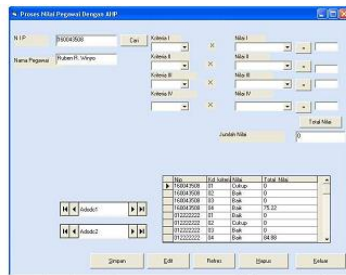 Proses Nilai Pegawai Dengan AHP
N I P 160043508 Cari
Nama Pegawai Ruben R. Winyo
Kriteria I X Nilai I =
Kriteria II X Nilai II =
Kriteria III X Nilai III =
Kriteria IV X Nilai IV =
Total Nilai
Jumlah Nilai 0
Nip Kd_kriteria Nilai Total_Nilai
160043508 01 Cukup 0
160043508 02 Baik 0
160043508 03 Baik 0
160043508 04 Baik 75.22
012222222 01 Baik 0
012222222 02 Cukup 0
012222222 03 Baik 0
012222222 04 Baik 84.88
Adodc1
Adodc2
Simpan Edit Refres Hapus Keluar